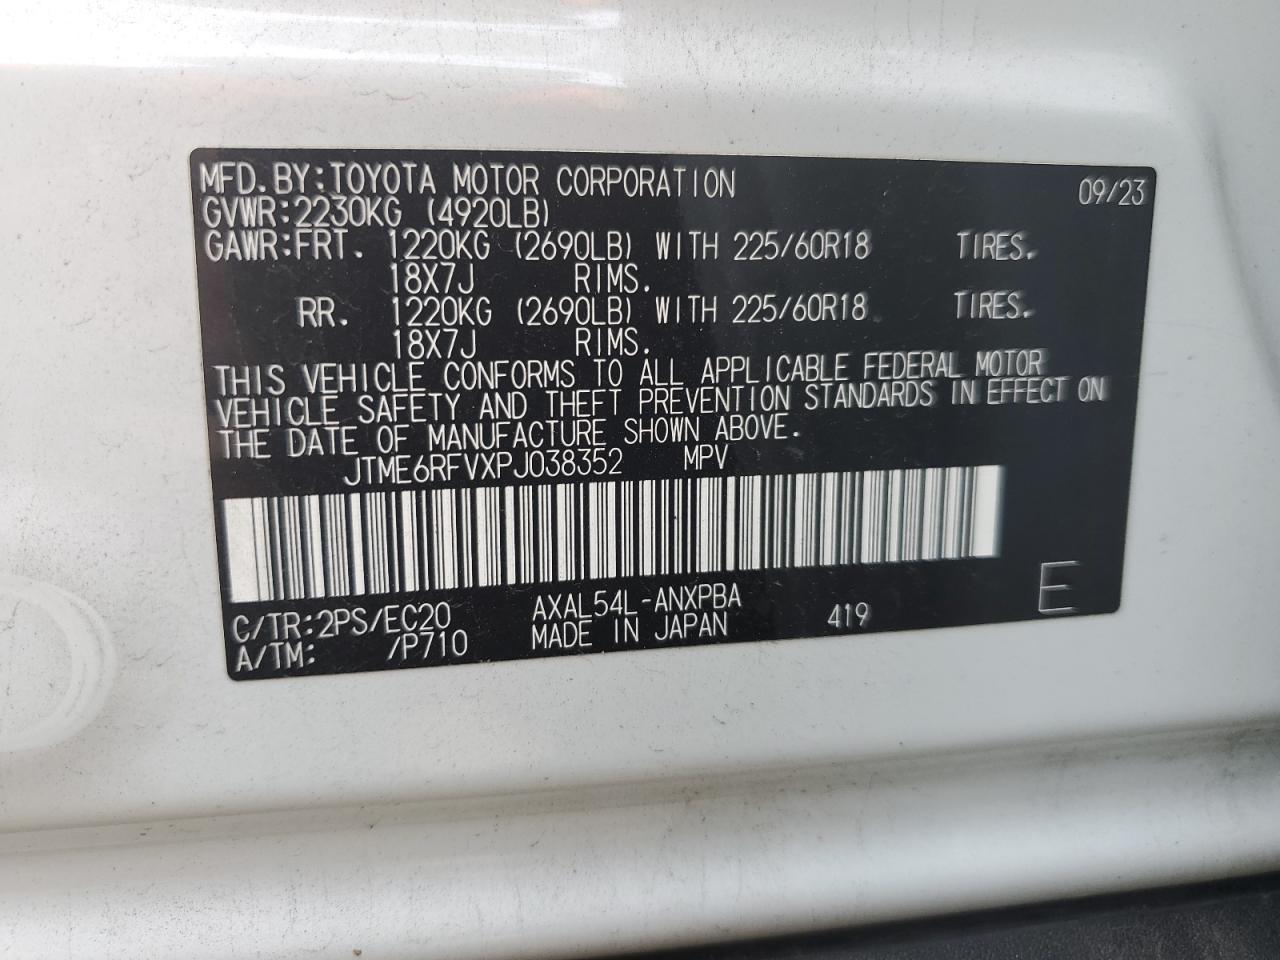 MFD. BY: TOYOTA MOTOR CORPORATION 09/23
GVWR: 2230KG (4920LB)
GAWR: FRT. 1220KG (2690LB) WITH 225/60R18 TIRES.
18X7J RIMS.
RR. 1220KG (2690LB) WITH 225/60R18 TIRES.
18X7J RIMS.
THIS VEHICLE CONFORMS TO ALL APPLICABLE FEDERAL MOTOR
VEHICLE SAFETY AND THEFT PREVENTION STANDARDS IN EFFECT ON
THE DATE OF MANUFACTURE SHOWN ABOVE.
JTME6RFVXPJ038352 MPV
C/TR: 2PS/EC20 AXAL54L-ANXPBA
A/TM: /P710 MADE IN JAPAN 419 E